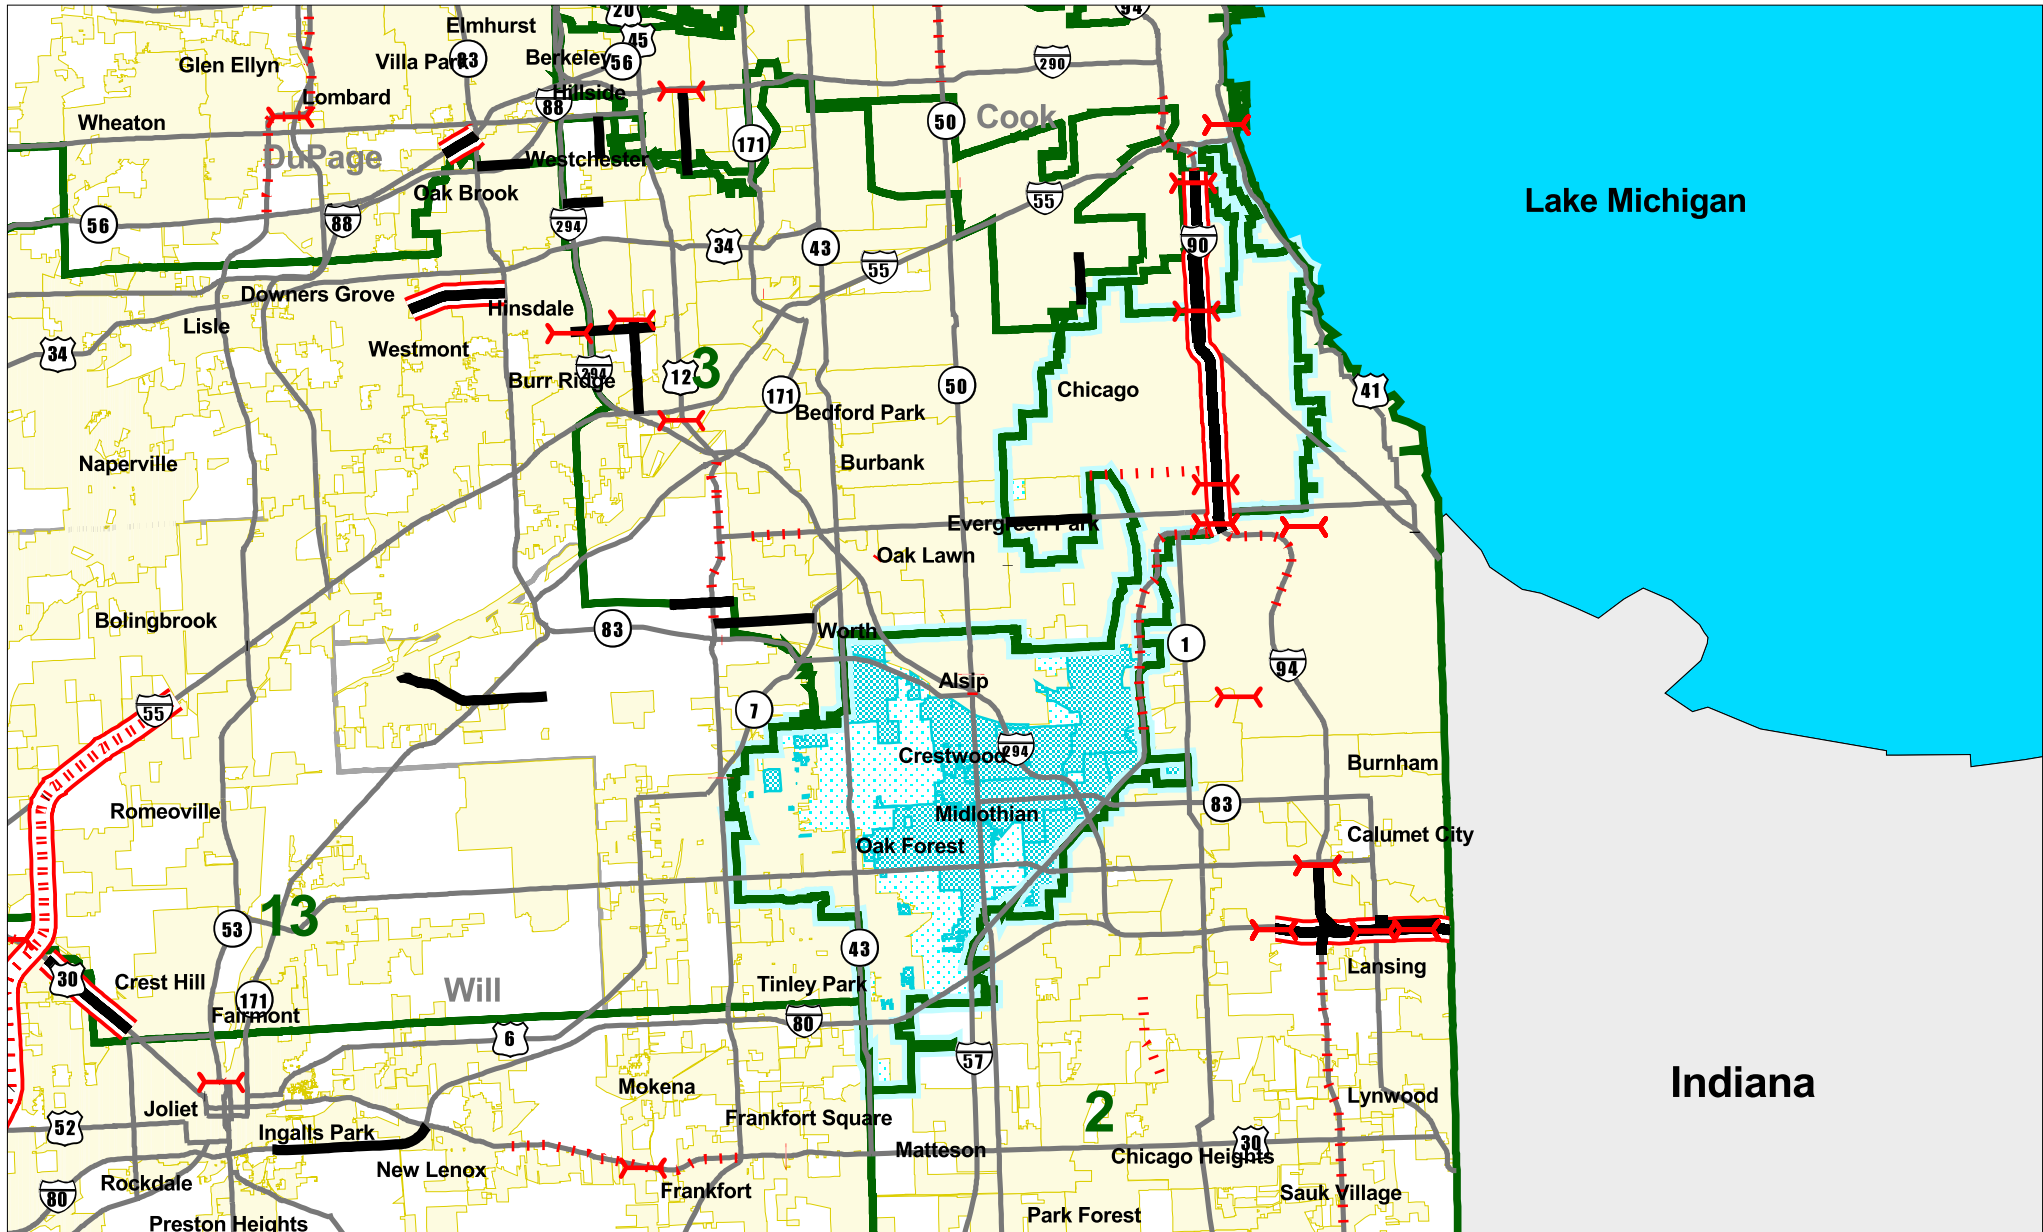 20
94
Elmhurst
45
Glen Ellyn
Villa Park
83
Berkeley
56
290
Lombard
88
Hillside
Wheaton
50
Cook
171
DuPage
Westchester
Oak Brook
55
Lake Michigan
56
88
294
34
43
90
55
Downers Grove
Hinsdale
Lisle
34
Westmont
294
Burr Ridge
12
3
171
50
Chicago
41
Bedford Park
Naperville
Burbank
Evergreen Park
Oak Lawn
Bolingbrook
83
Worth
1
94
Alsip
55
7
Crestwood
294
Burnham
Romeoville
Midlothian
83
Calumet City
Oak Forest
13
53
43
Lansing
30
Crest Hill
Will
Tinley Park
171
Fairmont
80
6
57
Mokena
Indiana
Joliet
2
Lynwood
52
Ingalls Park
Frankfort Square
Matteson
30
Chicago Heights
New Lenox
Rockdale
80
Frankfort
Sauk Village
Preston Heights
Park Forest